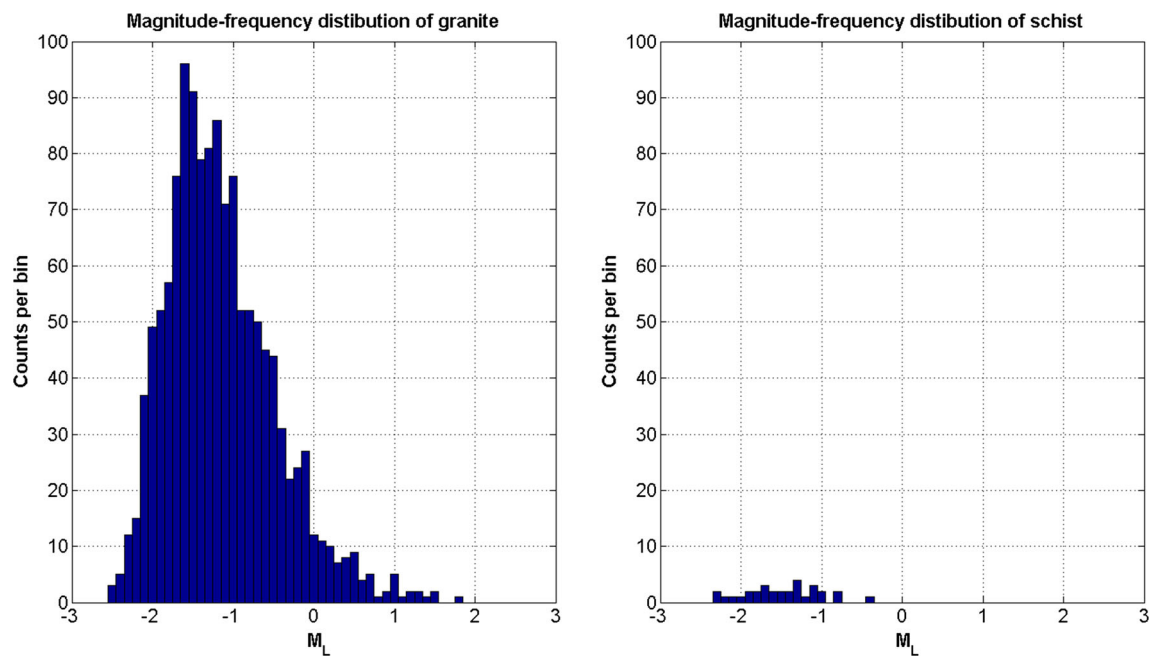 Magnitude-frequency distibution of granite
100
90
80
70
60
50
40
30
20
10
0
Counts per bin
-3 -2 -1 0 1 2 3
M_L
Magnitude-frequency distibution of schist
100
90
80
70
60
50
40
30
20
10
0
Counts per bin
-3 -2 -1 0 1 2 3
M_L